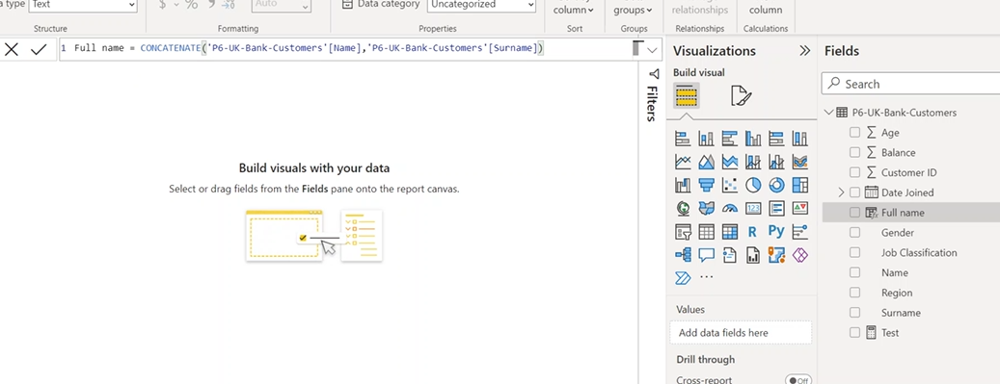 a type Text
$ % 9 Auto
Data category Uncategorized
column groups relationships column
Structure Formatting Properties Sort Groups Relationships Calculations
1 Full name = CONCATENATE('P6-UK-Bank-Customers'[Name],'P6-UK-Bank-Customers'[Surname])
Build visuals with your data
Select or drag fields from the Fields pane onto the report canvas.
Filters
Visualizations
Build visual
123
R Py
...
Values
Add data fields here
Drill through
Cross-report Off
Fields
Search
P6-UK-Bank-Customers
Age
Balance
Customer ID
Date Joined
Full name
Gender
Job Classification
Name
Region
Surname
Test